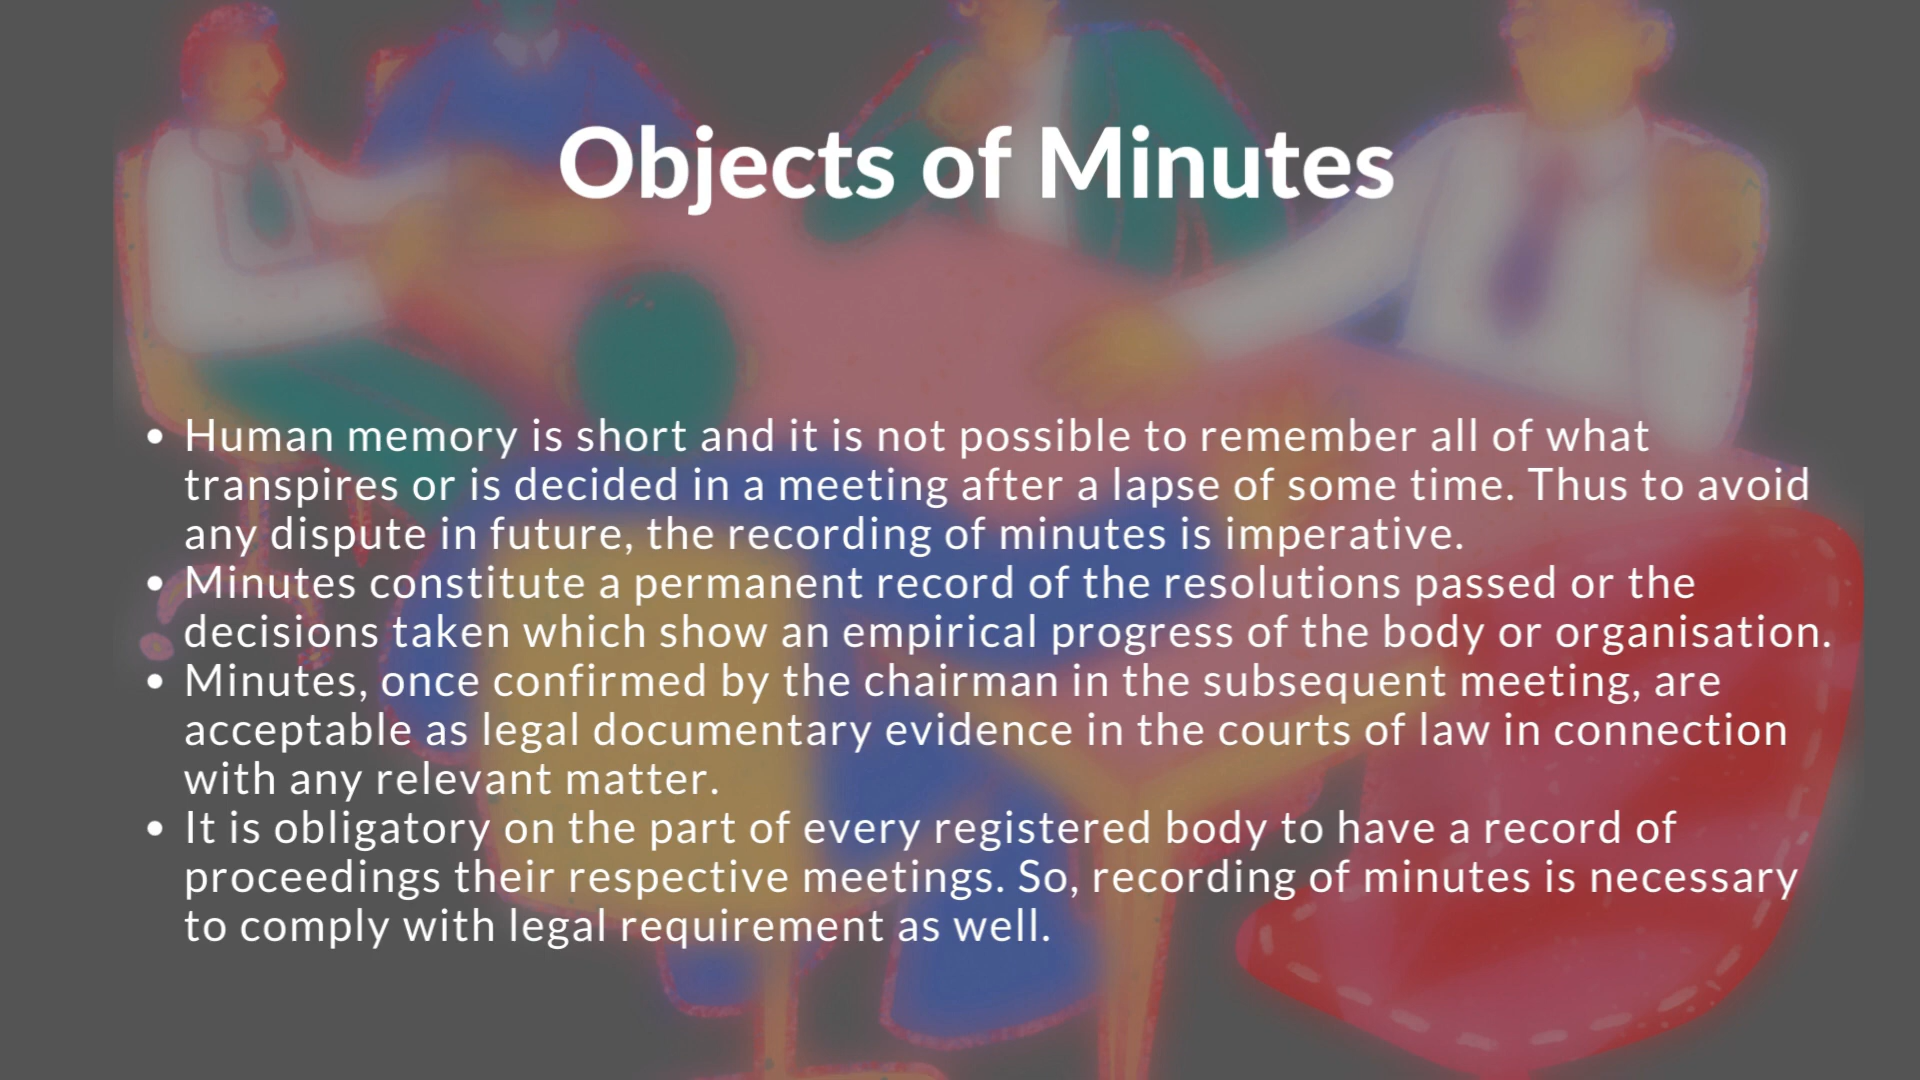 Objects of Minutes
• Human memory is short and it is not possible to remember all of what
transpires or is decided in a meeting after a lapse of some time. Thus to avoid
any dispute in future, the recording of minutes is imperative.
• Minutes constitute a permanent record of the resolutions passed or the
decisions taken which show an empirical progress of the body or organisation.
• Minutes, once confirmed by the chairman in the subsequent meeting, are
acceptable as legal documentary evidence in the courts of law in connection
with any relevant matter.
• It is obligatory on the part of every registered body to have a record of
proceedings their respective meetings. So, recording of minutes is necessary
to comply with legal requirement as well.